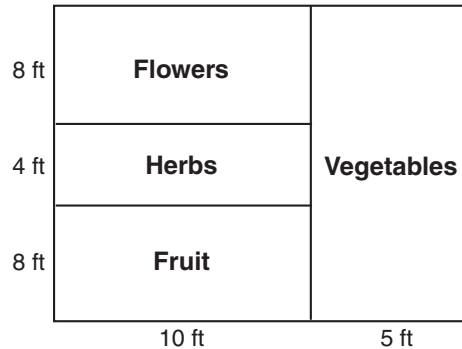 8 ft
Flowers
4 ft
Herbs
Vegetables
8 ft
Fruit
10 ft
5 ft